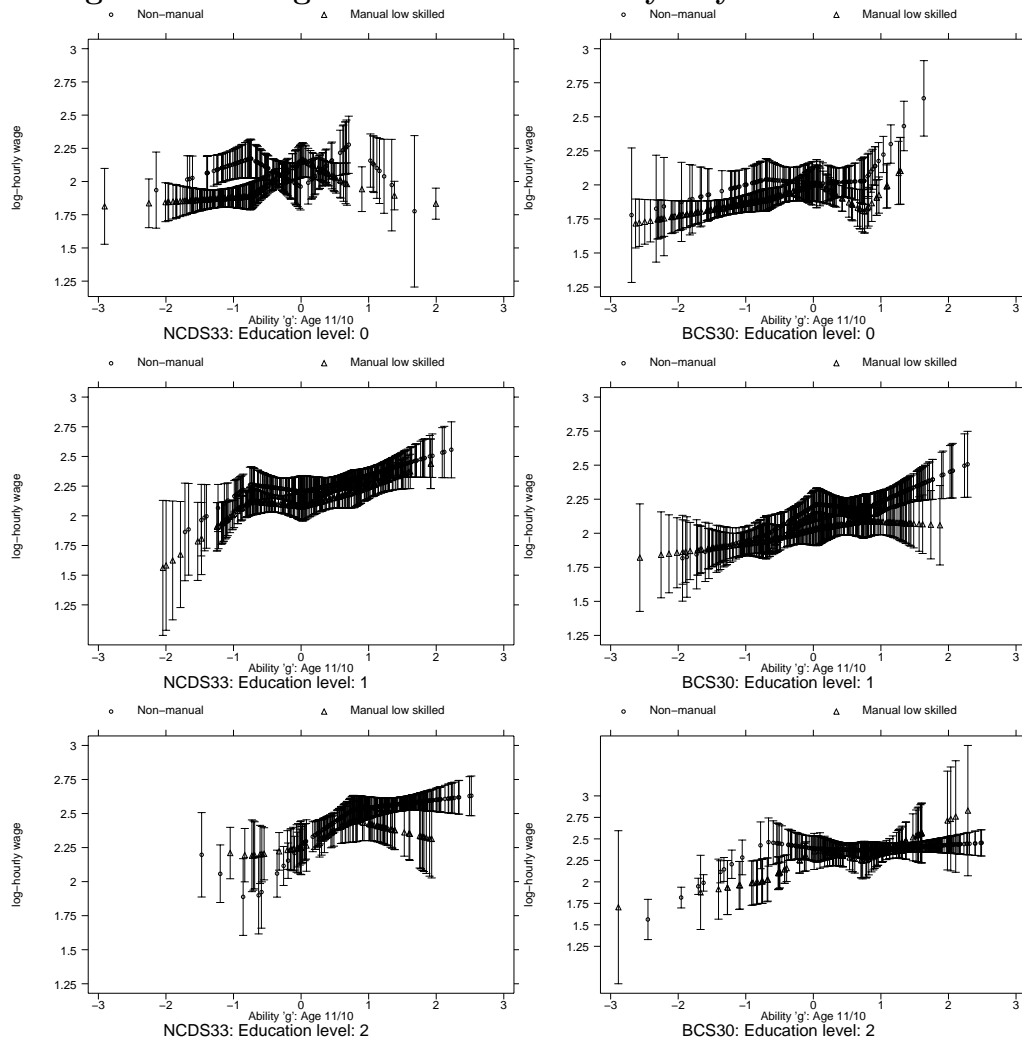 Non−manual Manual low skilled Non−manual Manual low skilled
3 3
2.75 2.75
2.5 2.5
2.25 2.25
2 2
1.75 1.75
1.5 1.5
1.25 1.25
log−hourly wage log−hourly wage
−3 −2 −1 0 1 2 3 −3 −2 −1 0 1 2 3
Ability 'g': Age 11/10 Ability 'g': Age 11/10
NCDS33: Education level: 0 BCS30: Education level: 0
Non−manual Manual low skilled Non−manual Manual low skilled
3 3
2.75 2.75
2.5 2.5
2.25 2.25
2 2
1.75 1.75
1.5 1.5
1.25 1.25
log−hourly wage log−hourly wage
−3 −2 −1 0 1 2 3 −3 −2 −1 0 1 2 3
Ability 'g': Age 11/10 Ability 'g': Age 11/10
NCDS33: Education level: 1 BCS30: Education level: 1
Non−manual Manual low skilled Non−manual Manual low skilled
3 3
2.75 2.75
2.5 2.5
2.25 2.25
2 2
1.75 1.75
1.5 1.5
1.25 1.25
log−hourly wage log−hourly wage
−3 −2 −1 0 1 2 3 −3 −2 −1 0 1 2 3
Ability 'g': Age 11/10 Ability 'g': Age 11/10
NCDS33: Education level: 2 BCS30: Education level: 2